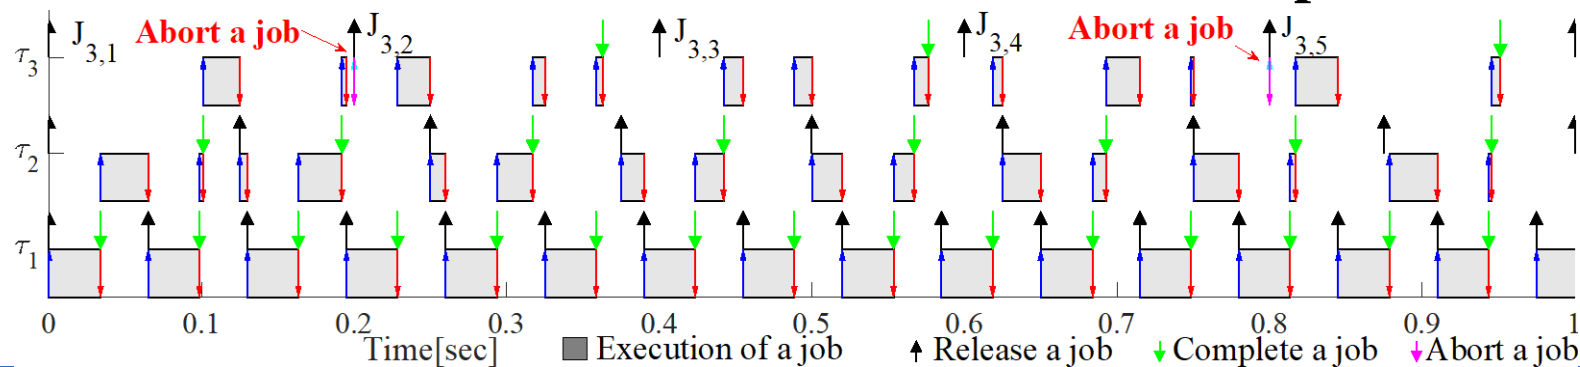 J3,1
Abort a job
J3,2
J3,3
J3,4
Abort a job
J3,5
τ3
τ2
τ1
0 0.1 0.2 0.3 0.4 0.5 0.6 0.7 0.8 0.9 1
Time[sec]
Execution of a job
Release a job
Complete a job
Abort a job